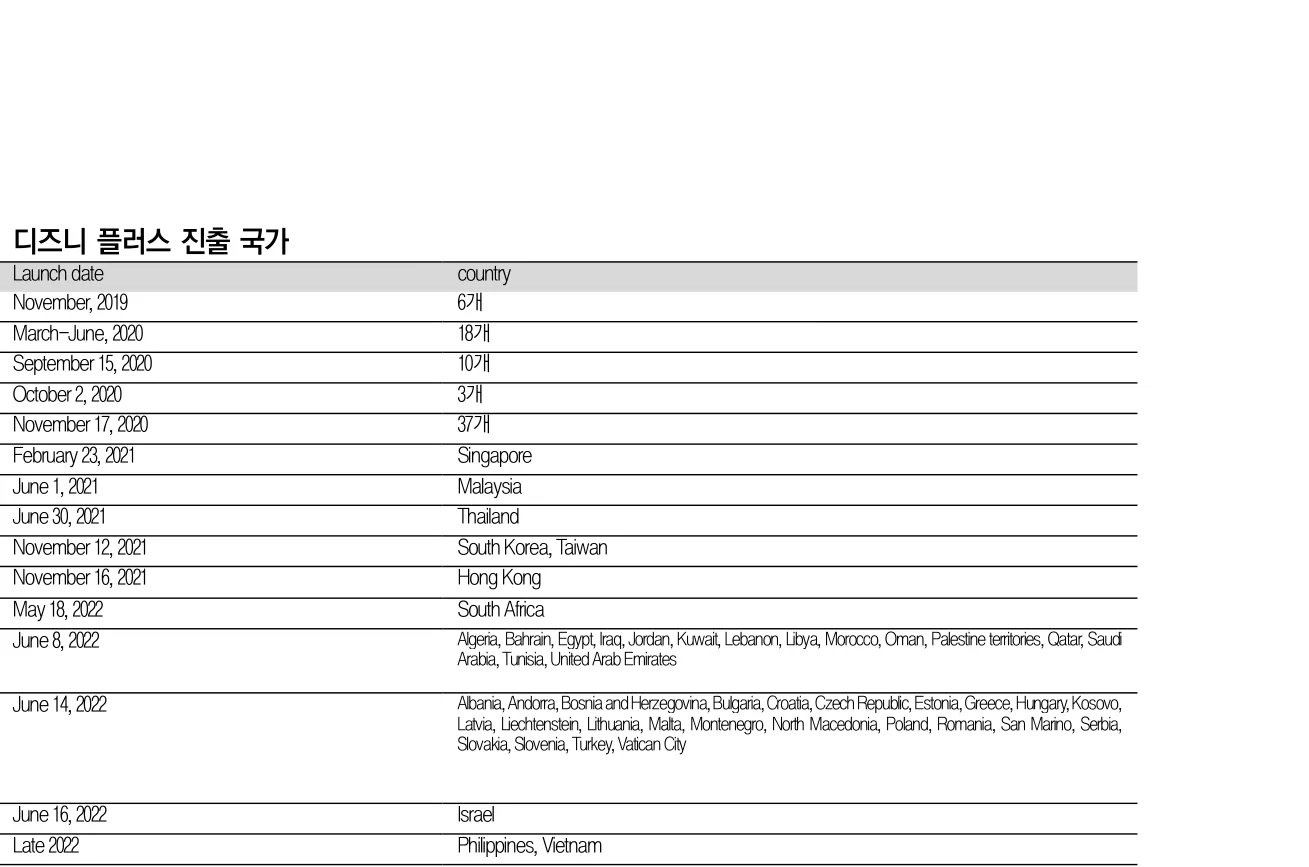 디즈니 플러스 진출 국가
Launch date country
November, 2019 6개
March-June, 2020 18개
September 15, 2020 10개
October 2, 2020 3개
November 17, 2020 37개
February 23, 2021 Singapore
June 1, 2021 Malaysia
June 30, 2021 Thailand
November 12, 2021 South Korea, Taiwan
November 16, 2021 Hong Kong
May 18, 2022 South Africa
June 8, 2022 Algeria, Bahrain, Egypt, Iraq, Jordan, Kuwait, Lebanon, Libya, Morocco, Oman, Palestine territories, Qatar, Saudi
Arabia, Tunisia, United Arab Emirates
June 14, 2022 Albania, Andorra, Bosnia and Herzegovina, Bulgaria, Croatia, Czech Republic, Estonia, Greece, Hungary, Kosovo,
Latvia, Liechtenstein, Lithuania, Malta, Montenegro, North Macedonia, Poland, Romania, San Marino, Serbia,
Slovakia, Slovenia, Turkey, Vatican City
June 16, 2022 Israel
Late 2022 Philippines, Vietnam